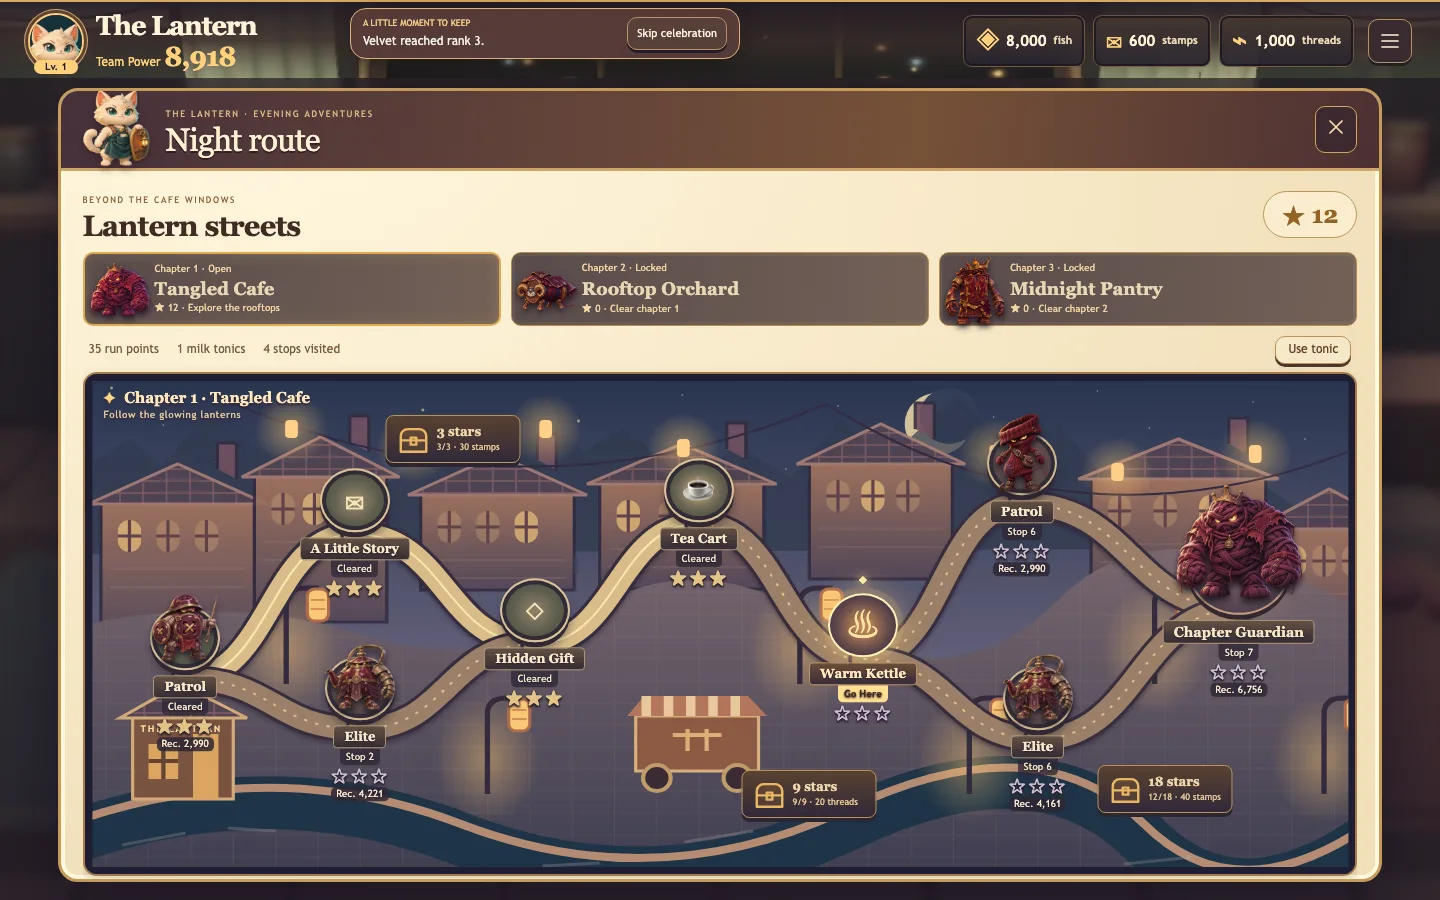 The Lantern
Team Power 8,918
Lv. 1
A LITTLE MOMENT TO KEEP
Velvet reached rank 3.
Skip celebration
8,000 fish
600 stamps
1,000 threads
THE LANTERN · EVENING ADVENTURES
Night route
BEYOND THE CAFE WINDOWS
Lantern streets
★ 12
Chapter 1 · Open
Tangled Cafe
★ 12 · Explore the rooftops
Chapter 2 · Locked
Rooftop Orchard
★ 0 · Clear chapter 1
Chapter 3 · Locked
Midnight Pantry
★ 0 · Clear chapter 2
35 run points
1 milk tonics
4 stops visited
Use tonic
Chapter 1 · Tangled Cafe
Follow the glowing lanterns
3 stars
3/3 · 30 stamps
A Little Story
Cleared
Tea Cart
Cleared
Patrol
Stop 6
Rec. 2,990
Hidden Gift
Cleared
Chapter Guardian
Stop 7
Rec. 6,756
Warm Kettle
Go Here
Patrol
Cleared
Rec. 2,990
Elite
Stop 2
Rec. 4,221
Elite
Stop 6
Rec. 4,161
9 stars
9/9 · 20 threads
18 stars
12/18 · 40 stamps